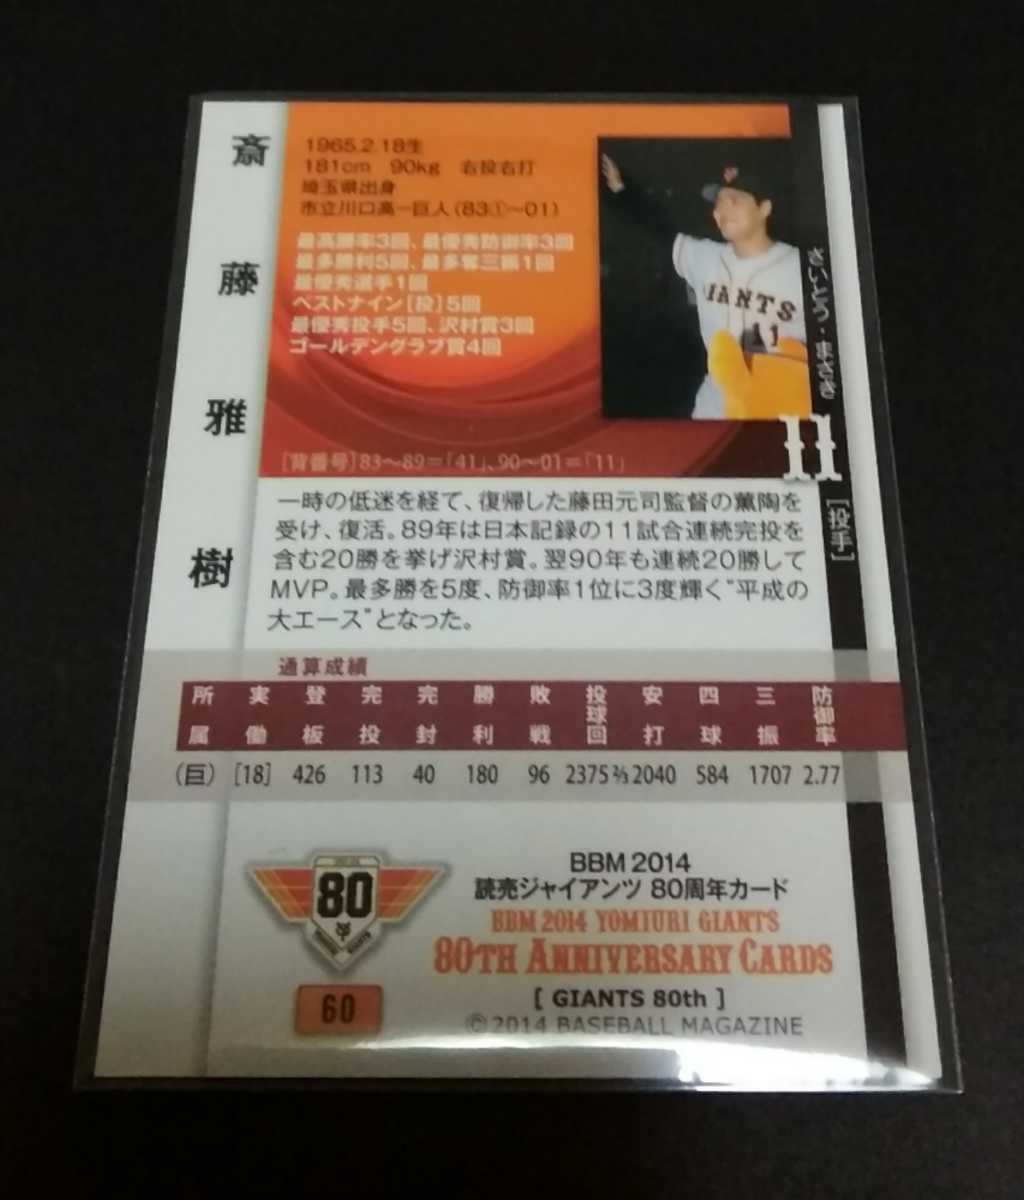 斎藤雅樹
1965.2.18生
181cm 90kg 右投右打
埼玉県出身
市立川口高ー巨人(83①〜01)
最高勝率3回、最優秀防御率3回
最多勝利5回、最多奪三振1回
最優秀選手1回
ベストナイン[投]5回
最優秀投手5回、沢村賞3回
ゴールデングラブ賞4回
[背番号]83〜89=「41」、90〜01=「11」
GIANTS
11
さいとう・まさき
11
[投手]
一時の低迷を経て、復帰した藤田元司監督の薫陶を
受け、復活。89年は日本記録の11試合連続完投を
含む20勝を挙げ沢村賞。翌90年も連続20勝して
MVP。最多勝を5度、防御率1位に3度輝く"平成の
大エース"となった。
通算成績
所属 実働 登板 完投 完封 勝利 敗戦 投球回 安打 四球 三振 防御率
(巨) [18] 426 113 40 180 96 2375 2/3 2040 584 1707 2.77
80
BBM 2014
読売ジャイアンツ 80周年カード
BBM 2014 YOMIURI GIANTS
80TH ANNIVERSARY CARDS
[ GIANTS 80th ]
60
©2014 BASEBALL MAGAZINE